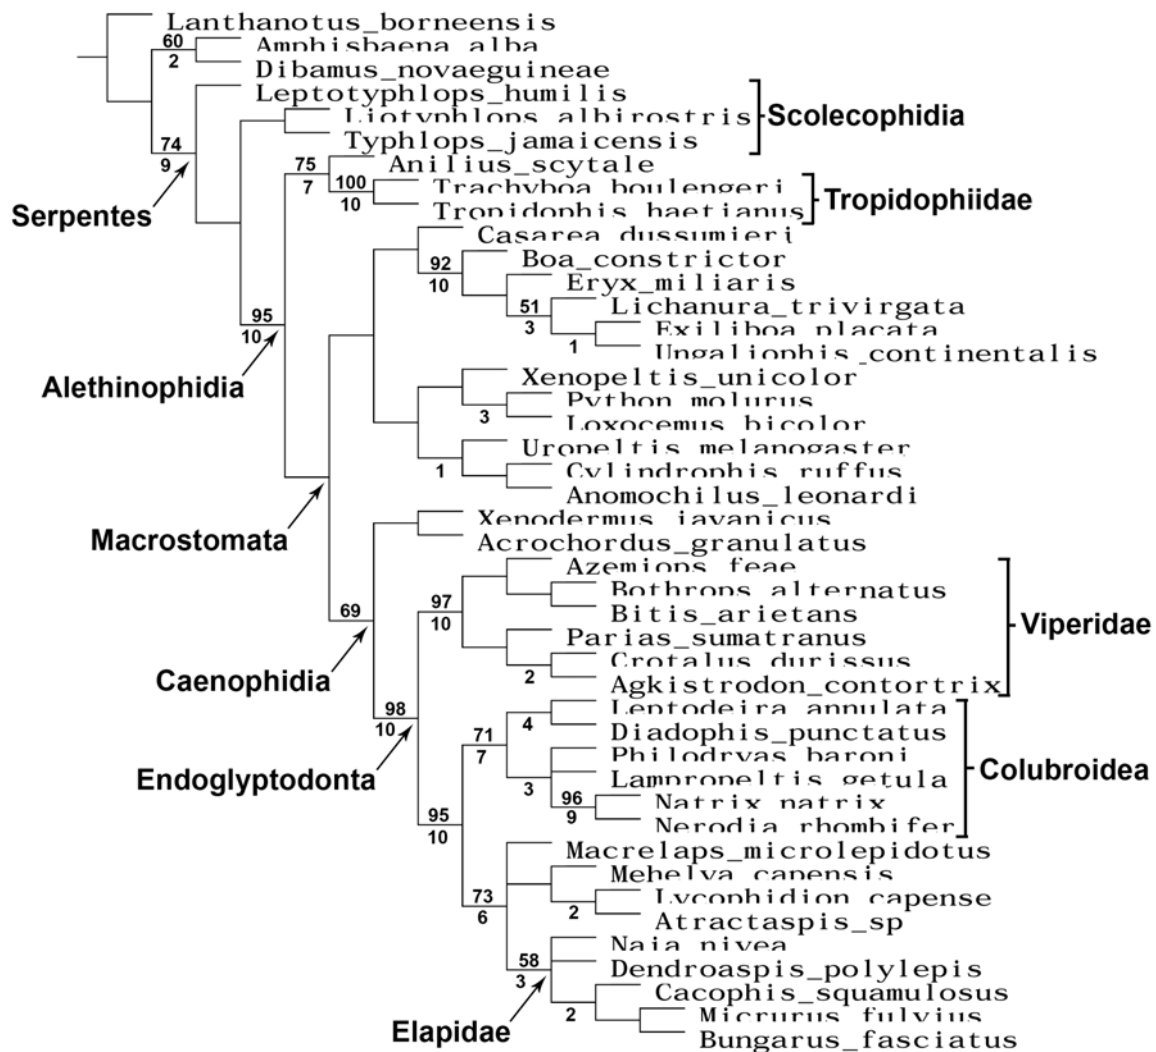 Lanthanotus_borneensis
60
Amphisbaena_alba
2
Dibamus_novaeguineae
Leptotyphlops_humilis
Liotyphlops_albirostris
Scolecophidia
Typhlops_jamaicensis
74
9
75
Anilius_scytale
7
100
Trachyboa_boulengeri
10
Tropidophiidae
Tropidophis_haetianus
Serpentes
Casarea_dussumieri
92
Boa_constrictor
10
Eryx_miliaris
51
Lichanura_trivirgata
3
Exiliboa_placata
95
10
1
Ungaliophis_continentalis
Alethinophidia
Xenopeltis_unicolor
Python_molurus
3
Loxocemus_bicolor
Uropeltis_melanogaster
1
Cylindrophis_ruffus
Anomochilus_leonardi
Xenodermus_javanicus
Macrostomata
Acrochordus_granulatus
Azemiops_feae
Bothrops_alternatus
97
10
Bitis_arietans
69
Viperidae
Parias_sumatranus
Crotalus_durissus
2
Agkistrodon_contortrix
Caenophidia
98
10
Leptodeira_annulata
4
71
Diadophis_punctatus
7
Philodryas_baroni
Endoglyptodonta
Lampropeltis_getula
Colubroidea
3
96
Natrix_natrix
9
Nerodia_rhombifer
95
10
Macrelaps_microlepidotus
Mehelya_capensis
73
Lycophidion_capense
6
2
Atractaspis_sp
Naja_nivea
58
Dendroaspis_polylepis
3
Cacophis_squamulosus
2
Micrurus_fulvius
Elapidae
Bungarus_fasciatus